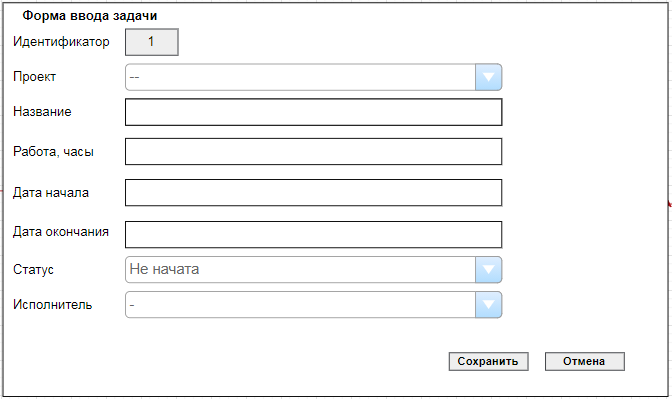 Форма ввода задачи
Идентификатор 1
Проект --
Название
Работа, часы
Дата начала
Дата окончания
Статус Не начата
Исполнитель -
Сохранить Отмена